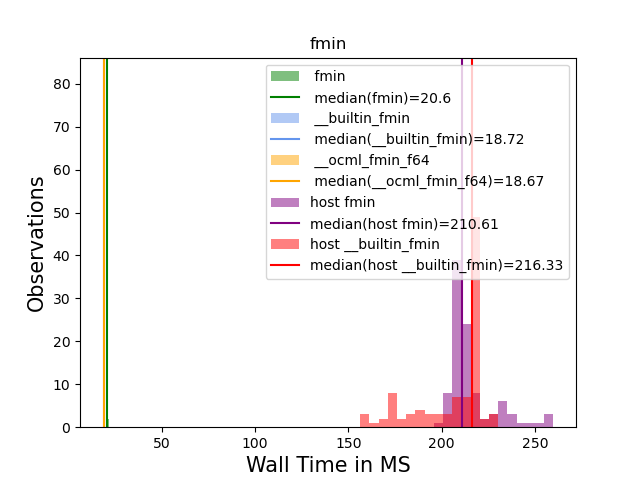 fmin
80
70
60
50
40
30
20
10
0
Observations
fmin
median(fmin)=20.6
__builtin_fmin
median(__builtin_fmin)=18.72
__ocml_fmin_f64
median(__ocml_fmin_f64)=18.67
host fmin
median(host fmin)=210.61
host __builtin_fmin
median(host __builtin_fmin)=216.33
50 100 150 200 250
Wall Time in MS